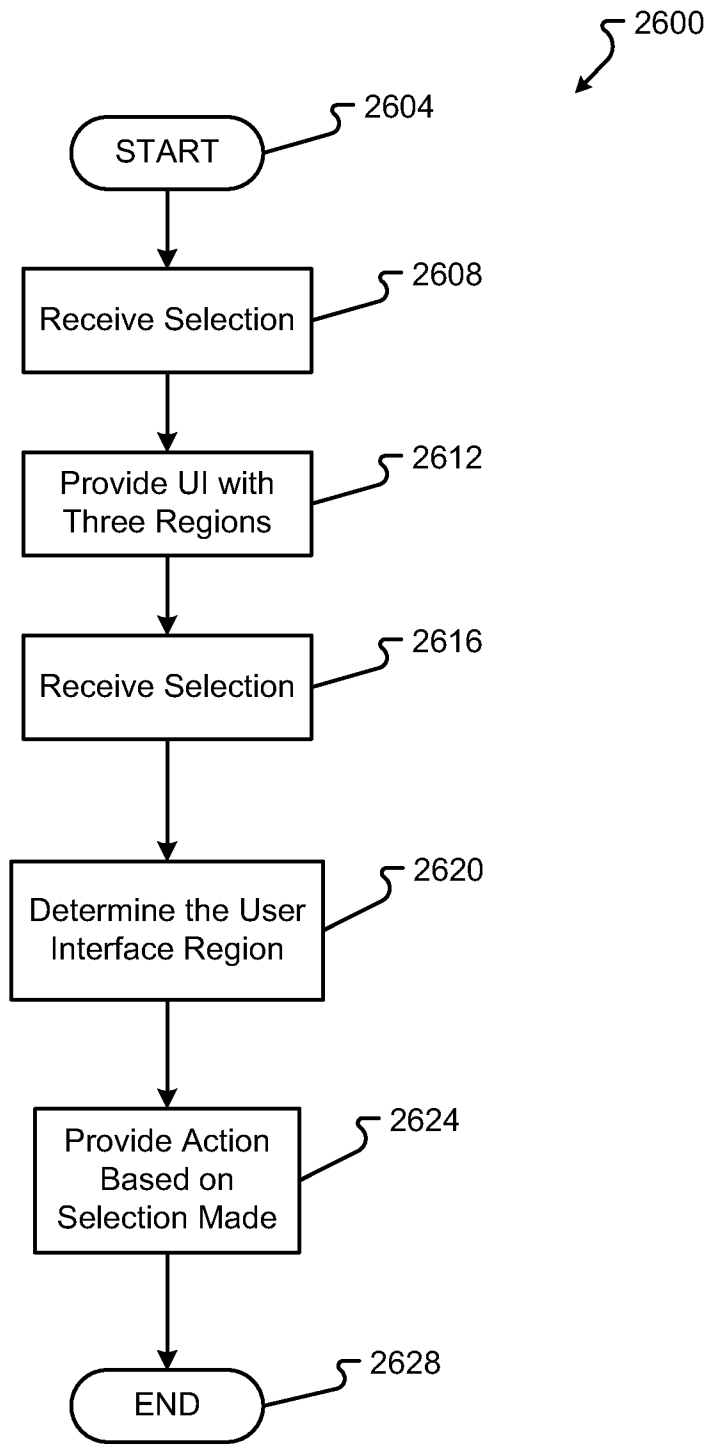 2600
2604
START
2608
Receive Selection
2612
Provide UI with
Three Regions
2616
Receive Selection
2620
Determine the User
Interface Region
2624
Provide Action
Based on
Selection Made
2628
END